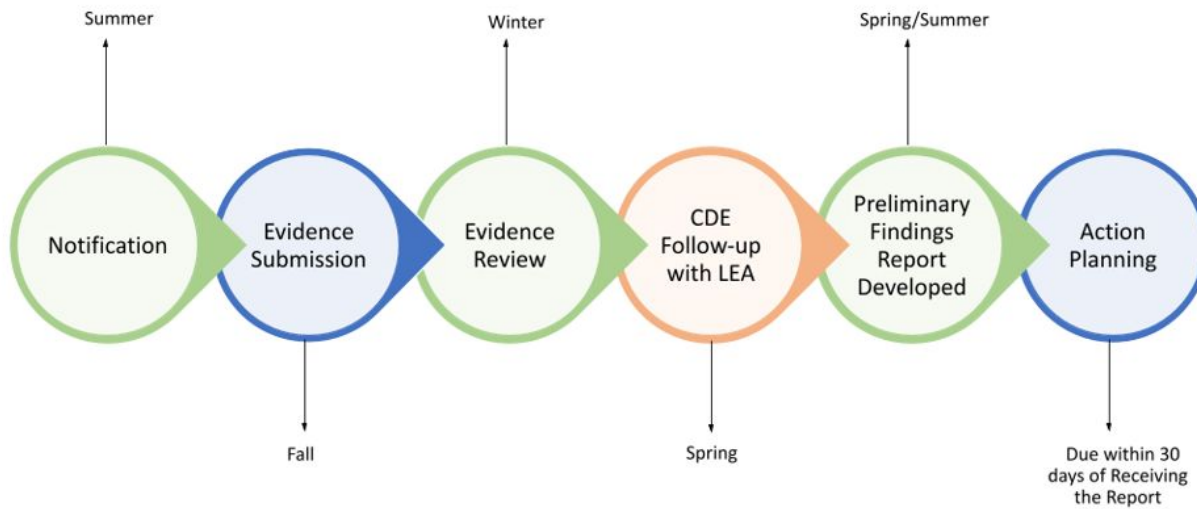 Summer
Winter
Spring/Summer
Notification
Evidence
Submission
Evidence
Review
CDE
Follow-up
with LEA
Preliminary
Findings
Report
Developed
Action
Planning
Fall
Spring
Due within 30
days of Receiving
the Report